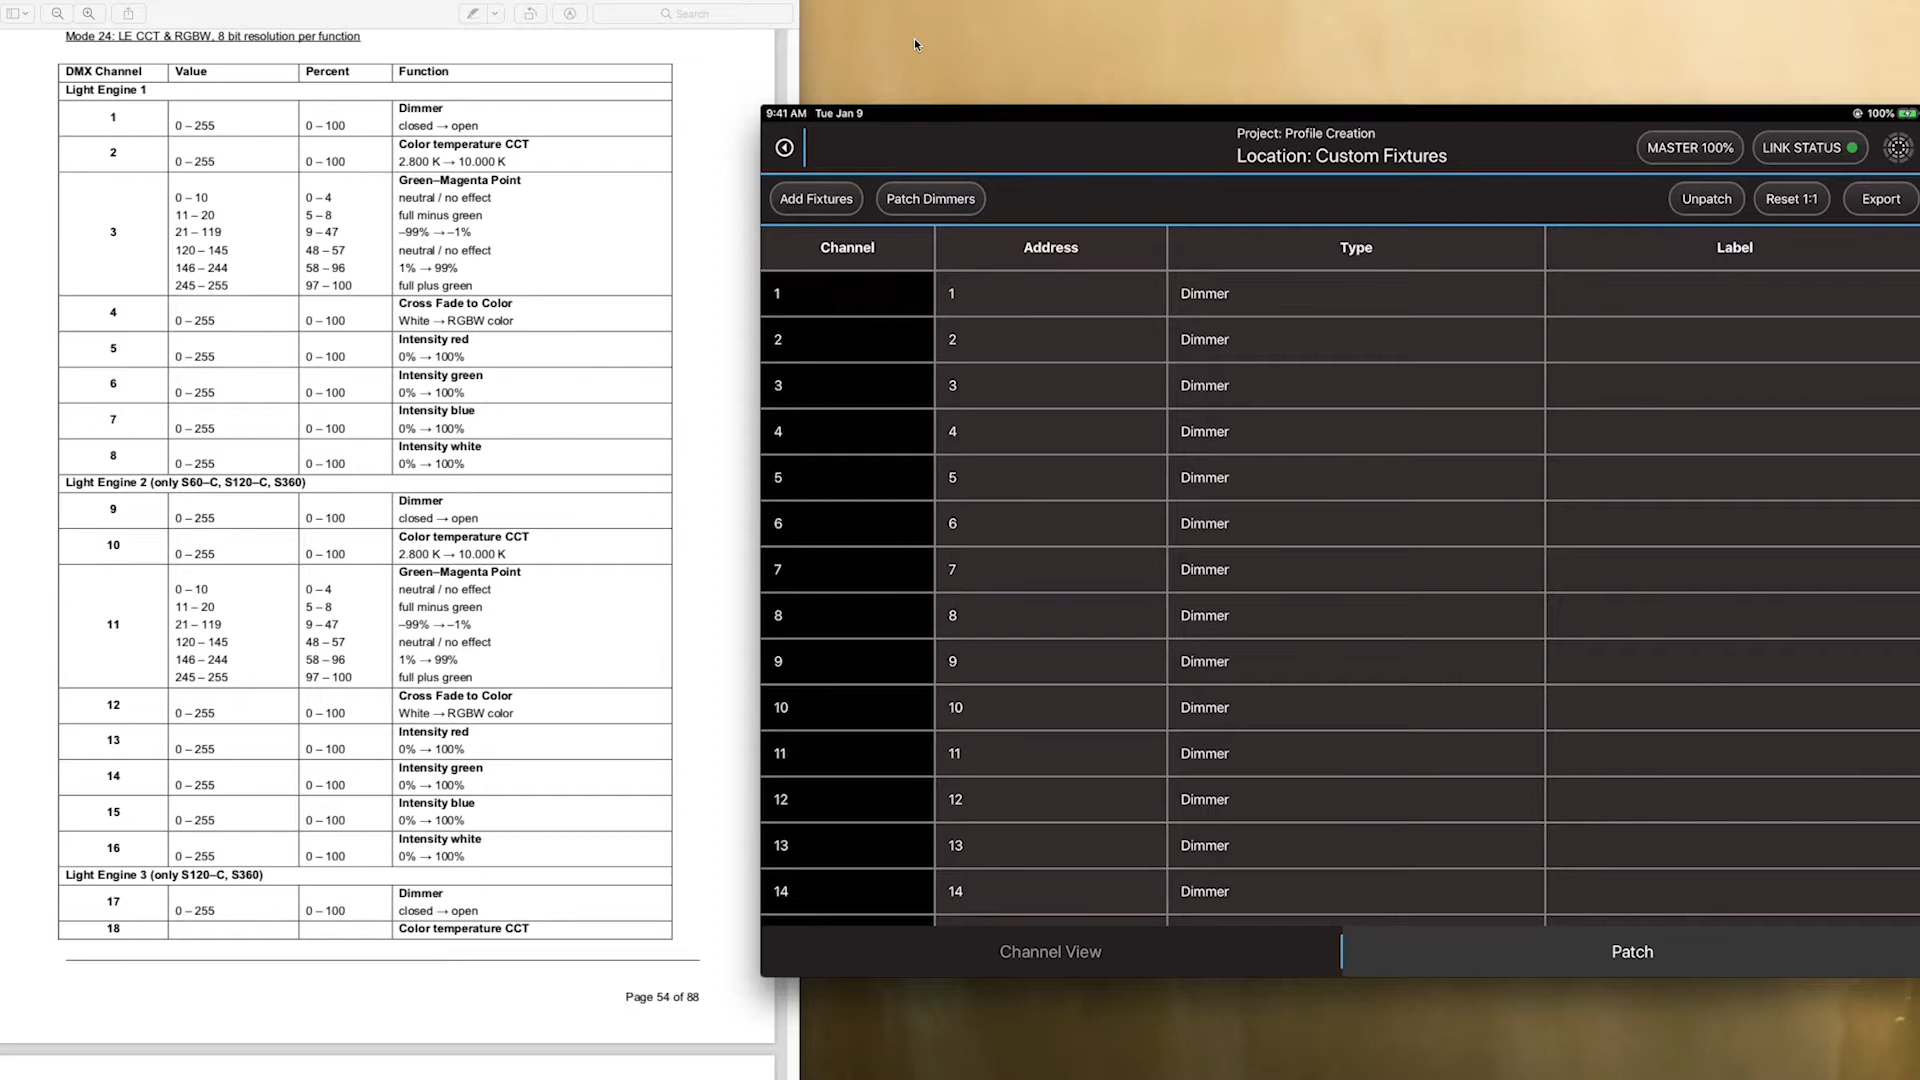 Search
Mode 24: LE CCT & RGBW, 8 bit resolution per function
DMX Channel Value Percent Function
Light Engine 1
1 Dimmer
0 – 255 0 – 100 closed → open
2 Color temperature CCT
0 – 255 0 – 100 2.800 K → 10.000 K
3 Green–Magenta Point
0 – 10 0 – 4 neutral / no effect
11 – 20 5 – 8 full minus green
21 – 119 9 – 47 –99% → –1%
120 – 145 48 – 57 neutral / no effect
146 – 244 58 – 96 1% → 99%
245 – 255 97 – 100 full plus green
4 Cross Fade to Color
0 – 255 0 – 100 White → RGBW color
5 Intensity red
0 – 255 0 – 100 0% → 100%
6 Intensity green
0 – 255 0 – 100 0% → 100%
7 Intensity blue
0 – 255 0 – 100 0% → 100%
8 Intensity white
0 – 255 0 – 100 0% → 100%
Light Engine 2 (only S60–C, S120–C, S360)
9 Dimmer
0 – 255 0 – 100 closed → open
10 Color temperature CCT
0 – 255 0 – 100 2.800 K → 10.000 K
11 Green–Magenta Point
0 – 10 0 – 4 neutral / no effect
11 – 20 5 – 8 full minus green
21 – 119 9 – 47 –99% → –1%
120 – 145 48 – 57 neutral / no effect
146 – 244 58 – 96 1% → 99%
245 – 255 97 – 100 full plus green
12 Cross Fade to Color
0 – 255 0 – 100 White → RGBW color
13 Intensity red
0 – 255 0 – 100 0% → 100%
14 Intensity green
0 – 255 0 – 100 0% → 100%
15 Intensity blue
0 – 255 0 – 100 0% → 100%
16 Intensity white
0 – 255 0 – 100 0% → 100%
Light Engine 3 (only S120–C, S360)
17 Dimmer
0 – 255 0 – 100 closed → open
18 Color temperature CCT
Page 54 of 88
9:41 AM Tue Jan 9 100%
Project: Profile Creation
Location: Custom Fixtures
MASTER 100% LINK STATUS
Add Fixtures Patch Dimmers Unpatch Reset 1:1 Export
Channel Address Type Label
1 1 Dimmer
2 2 Dimmer
3 3 Dimmer
4 4 Dimmer
5 5 Dimmer
6 6 Dimmer
7 7 Dimmer
8 8 Dimmer
9 9 Dimmer
10 10 Dimmer
11 11 Dimmer
12 12 Dimmer
13 13 Dimmer
14 14 Dimmer
Channel View Patch